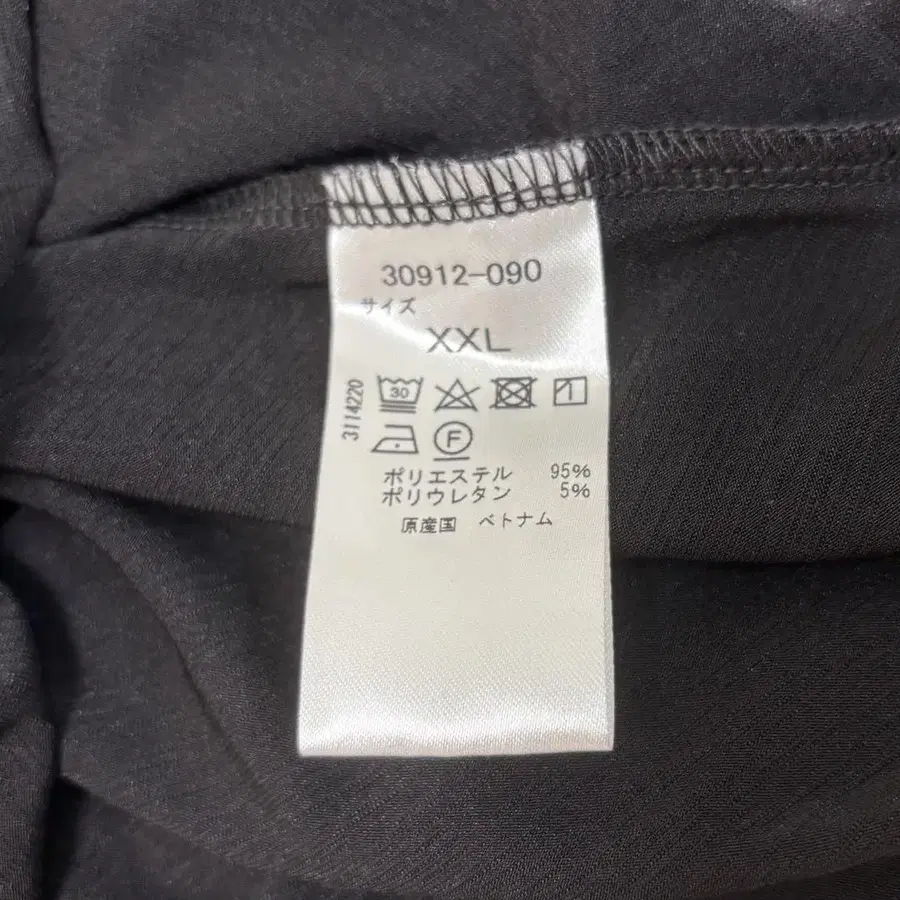 30912-090
サイズ
XXL
3114220
30
F
ポリエステル 95%
ポリウレタン 5%
原産国 ベトナム